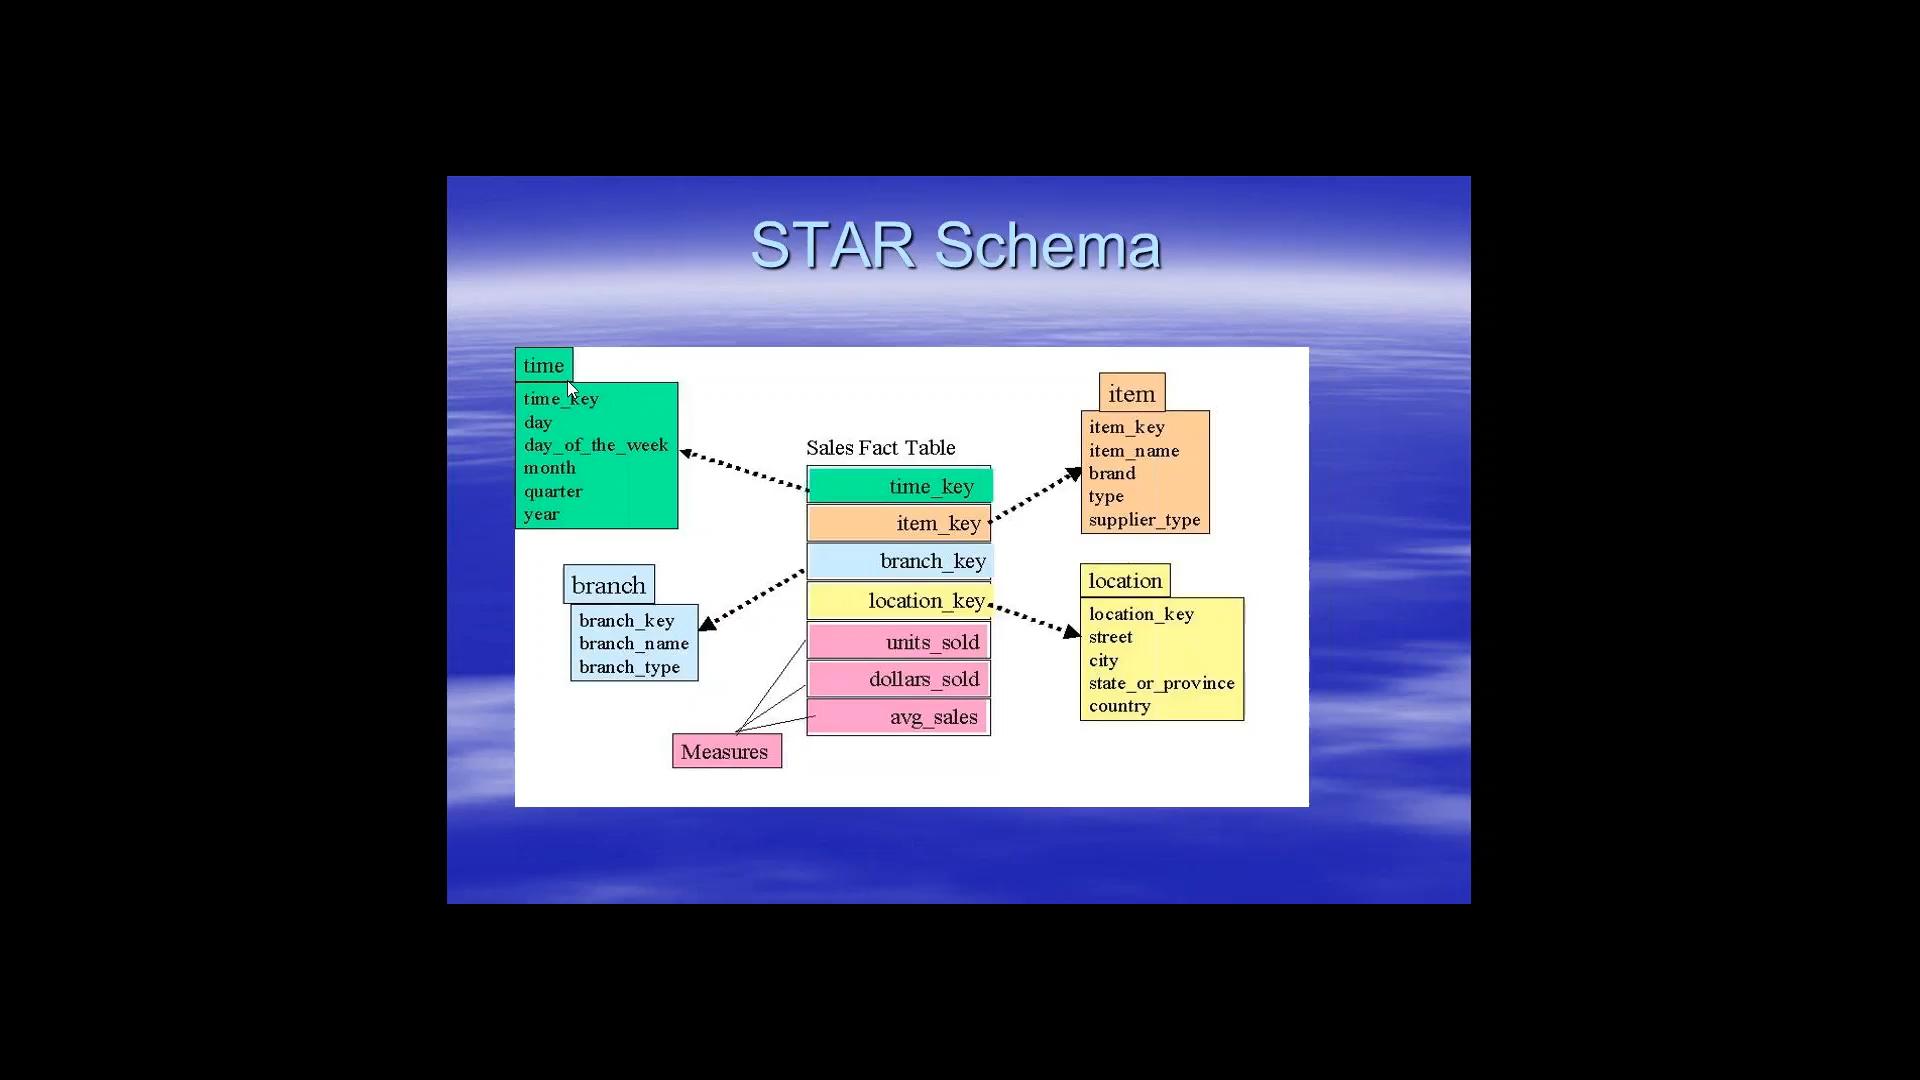 STAR Schema
time
time_key
day
day_of_the_week
month
quarter
year
branch
branch_key
branch_name
branch_type
Sales Fact Table
time_key
item_key
branch_key
location_key
units_sold
dollars_sold
avg_sales
Measures
item
item_key
item_name
brand
type
supplier_type
location
location_key
street
city
state_or_province
country